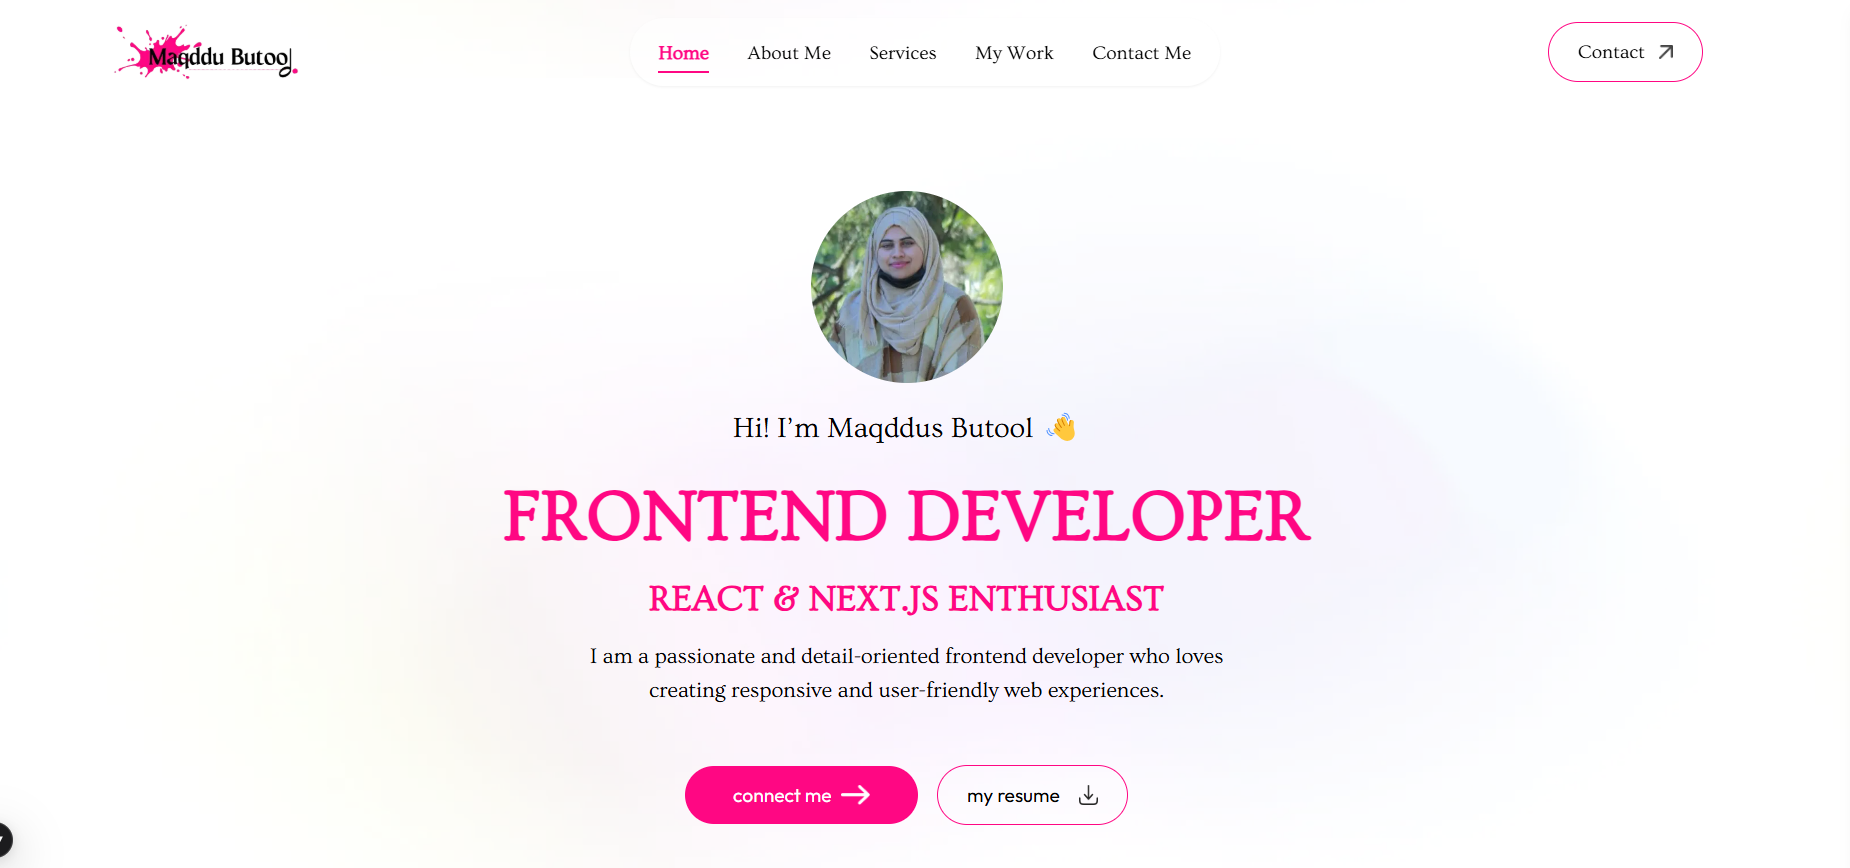 Maqddu Butool
Home
About Me
Services
My Work
Contact Me
Contact
Hi! I’m Maqddus Butool 👋
FRONTEND DEVELOPER
REACT & NEXT.JS ENTHUSIAST
I am a passionate and detail-oriented frontend developer who loves
creating responsive and user-friendly web experiences.
connect me
my resume